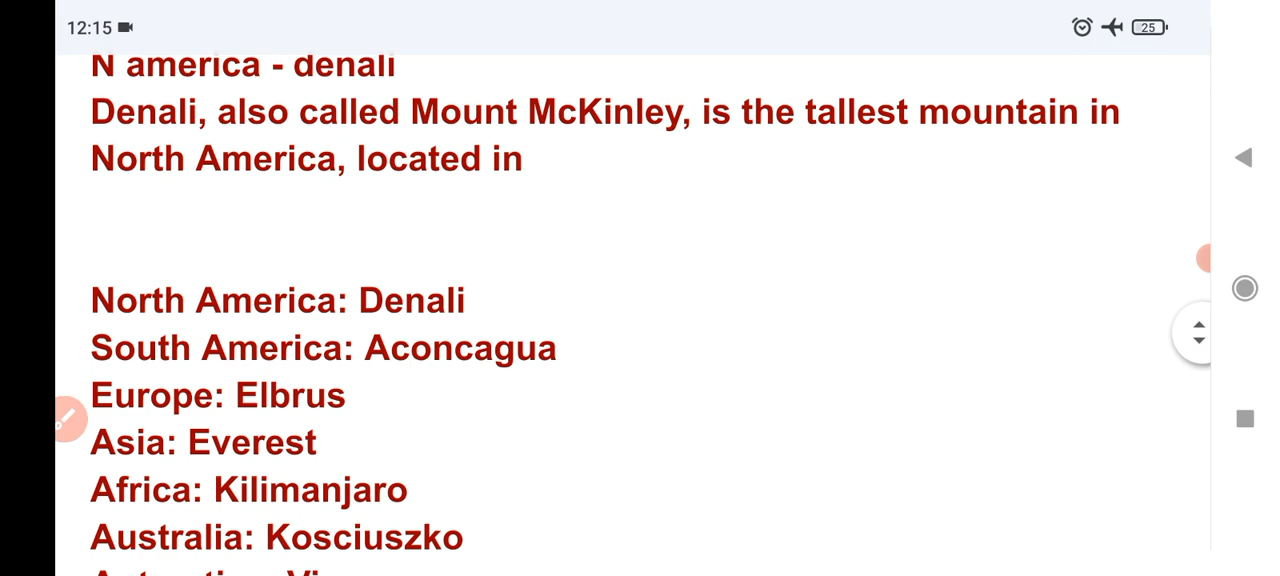 12:15
25
N america - denali
Denali, also called Mount McKinley, is the tallest mountain in
North America, located in
North America: Denali
South America: Aconcagua
Europe: Elbrus
Asia: Everest
Africa: Kilimanjaro
Australia: Kosciuszko